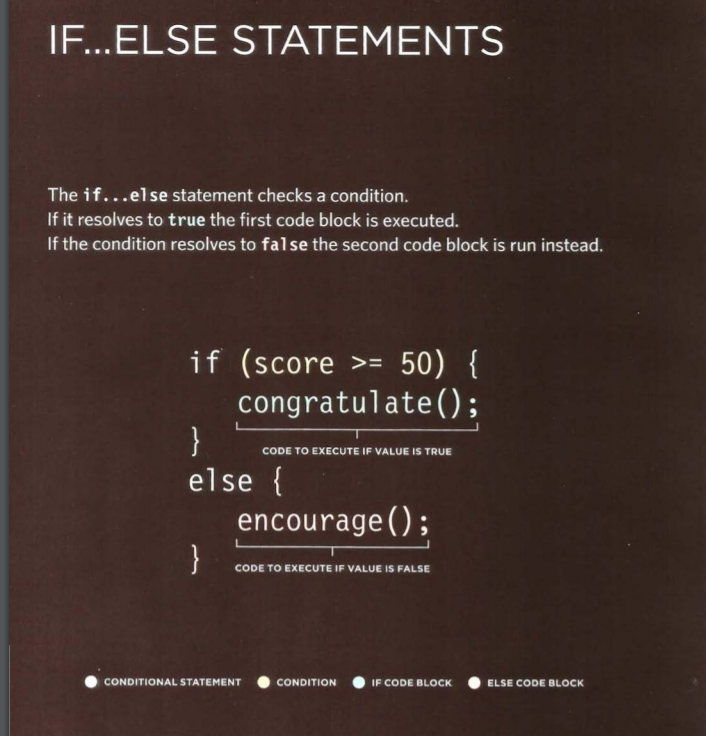 IF...ELSE STATEMENTS
The if...else statement checks a condition.
If it resolves to true the first code block is executed.
If the condition resolves to false the second code block is run instead.
if (score >= 50) {
congratulate();
}
CODE TO EXECUTE IF VALUE IS TRUE
else {
encourage();
}
CODE TO EXECUTE IF VALUE IS FALSE
CONDITIONAL STATEMENT CONDITION IF CODE BLOCK ELSE CODE BLOCK